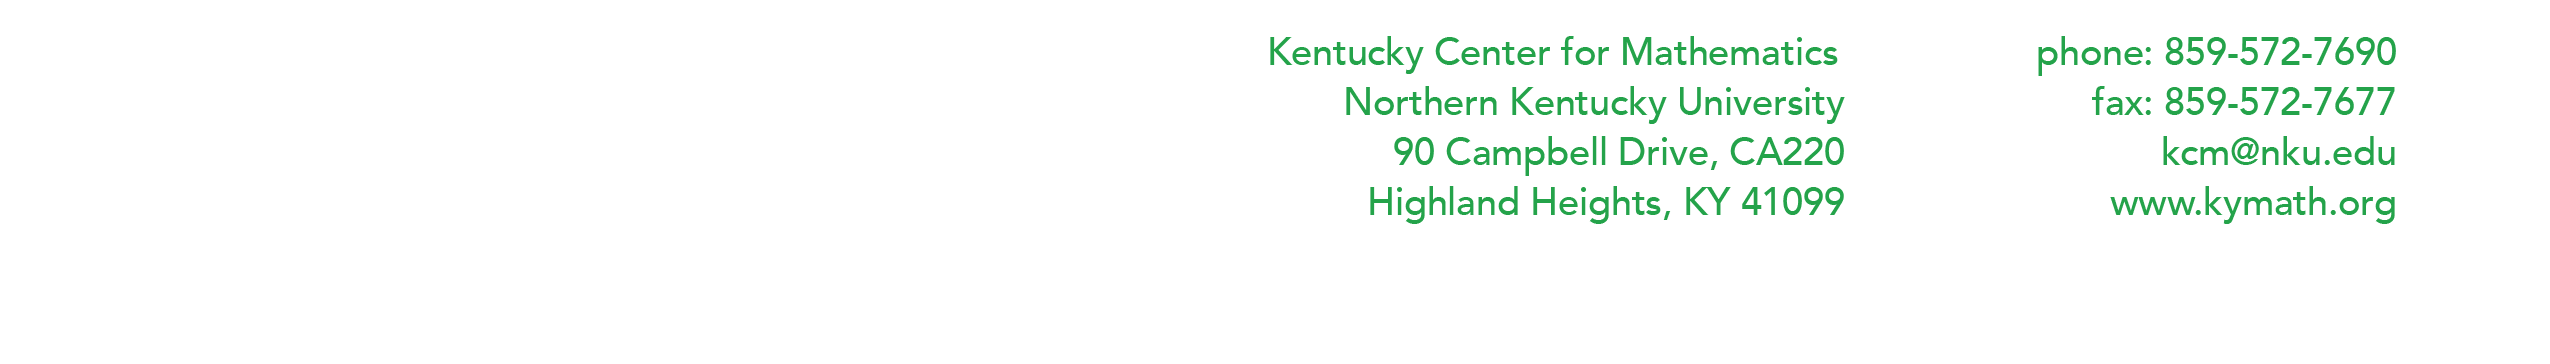 Kentucky Center for Mathematics
Northern Kentucky University
90 Campbell Drive, CA220
Highland Heights, KY 41099
phone: 859-572-7690
fax: 859-572-7677
kcm@nku.edu
www.kymath.org